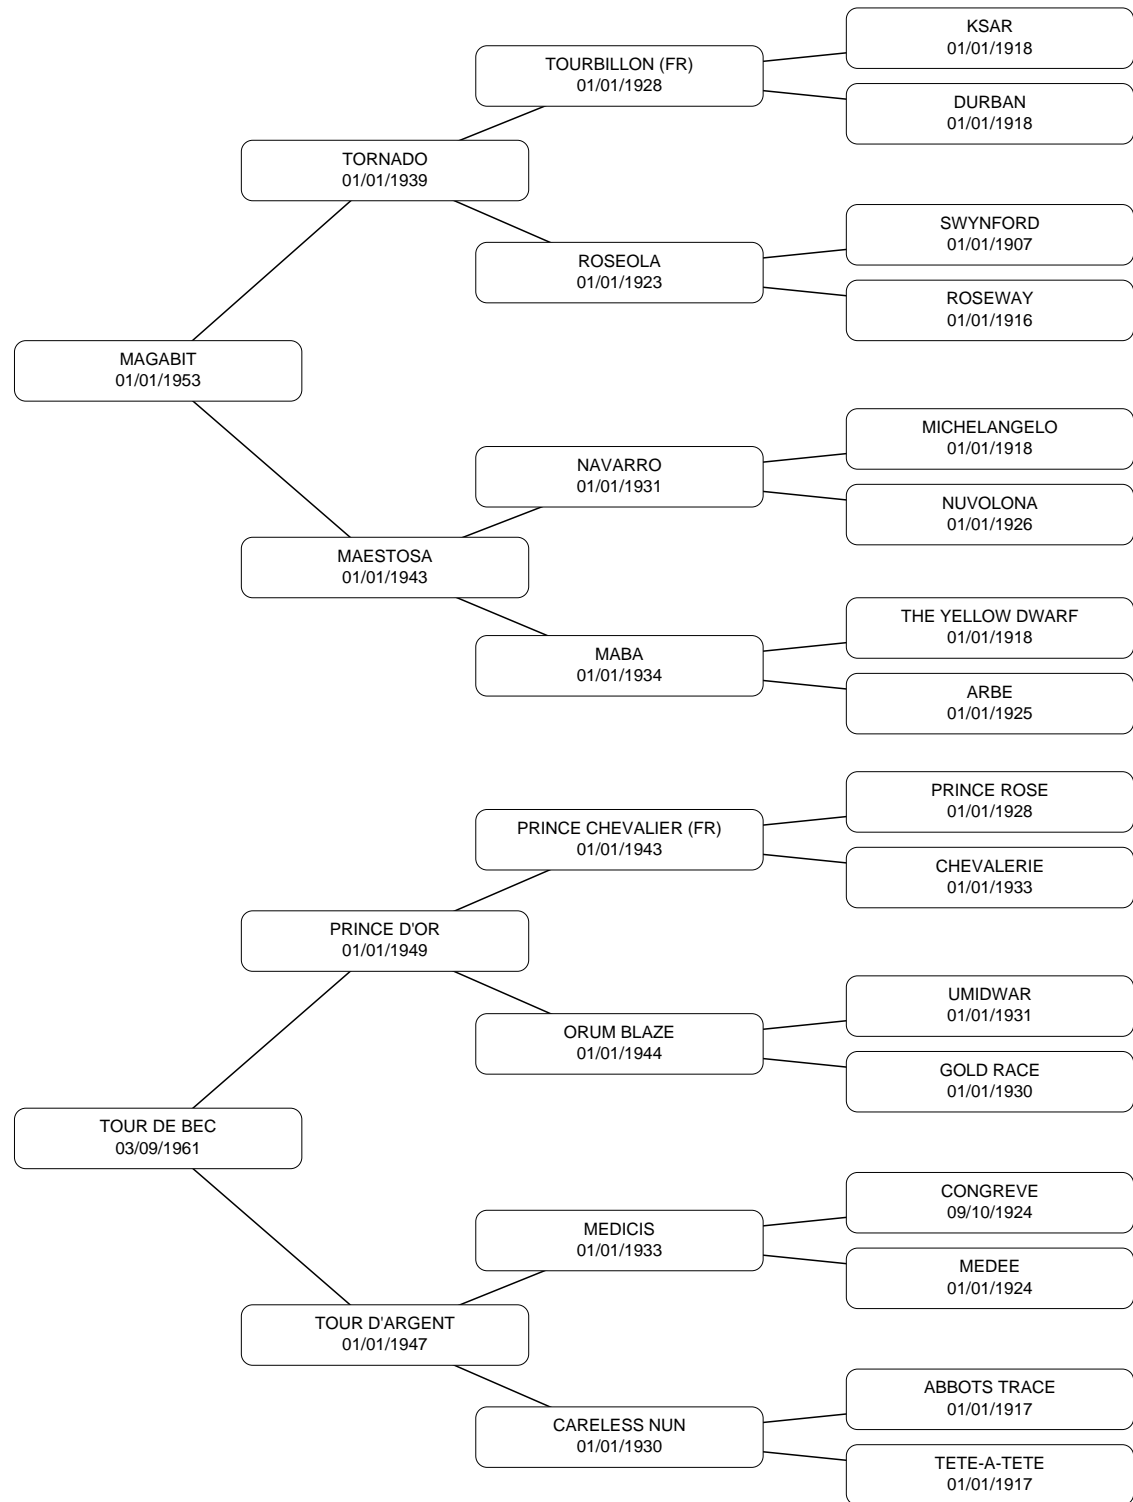 KSAR
01/01/1918
TOURBILLON (FR)
01/01/1928
DURBAN
01/01/1918
TORNADO
01/01/1939
SWYNFORD
01/01/1907
ROSEOLA
01/01/1923
ROSEWAY
01/01/1916
MAGABIT
01/01/1953
MICHELANGELO
01/01/1918
NAVARRO
01/01/1931
NUVOLONA
01/01/1926
MAESTOSA
01/01/1943
THE YELLOW DWARF
01/01/1918
MABA
01/01/1934
ARBE
01/01/1925
PRINCE ROSE
01/01/1928
PRINCE CHEVALIER (FR)
01/01/1943
CHEVALERIE
01/01/1933
PRINCE D'OR
01/01/1949
UMIDWAR
01/01/1931
ORUM BLAZE
01/01/1944
GOLD RACE
01/01/1930
TOUR DE BEC
03/09/1961
CONGREVE
09/10/1924
MEDICIS
01/01/1933
MEDEE
01/01/1924
TOUR D'ARGENT
01/01/1947
ABBOTS TRACE
01/01/1917
CARELESS NUN
01/01/1930
TETE-A-TETE
01/01/1917